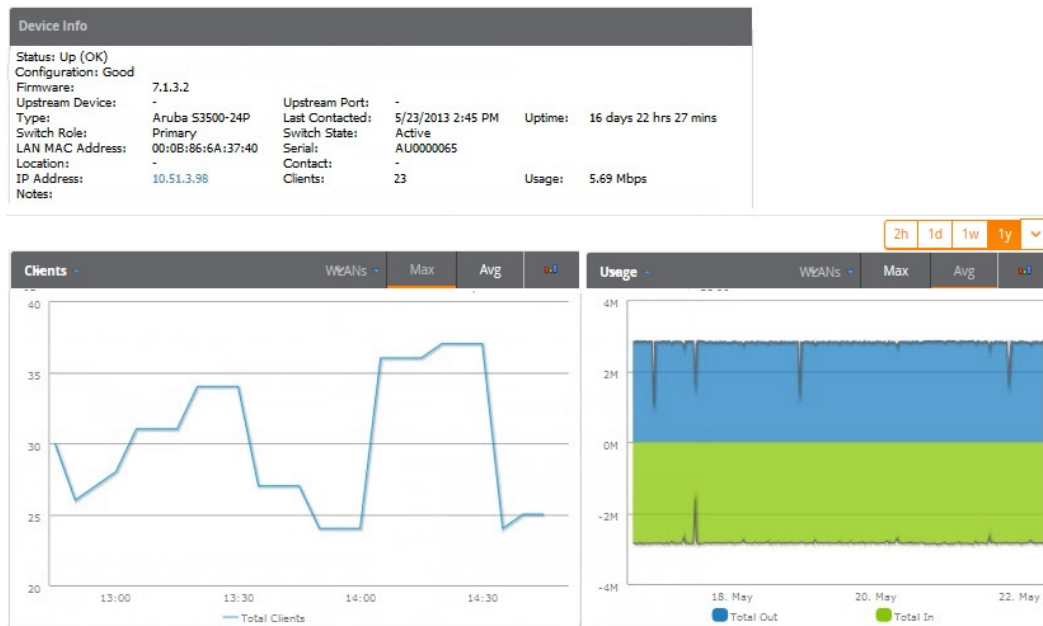 Device Info
Status: Up (OK)
Configuration: Good
Firmware: 7.1.3.2
Upstream Device: - Upstream Port: -
Type: Aruba S3500-24P Last Contacted: 5/23/2013 2:45 PM Uptime: 16 days 22 hrs 27 mins
Switch Role: Primary Switch State: Active
LAN MAC Address: 00:0B:86:6A:37:40 Serial: AU0000065
Location: - Contact: -
IP Address: 10.51.3.98 Clients: 23 Usage: 5.69 Mbps
Notes:
2h 1d 1w 1y
Clients Max Avg
40
35
30
25
20
13:00 13:30 14:00 14:30
Total Clients
Usage Max Avg
4M
2M
0M
-2M
-4M
18. May 20. May 22. May
Total Out Total In